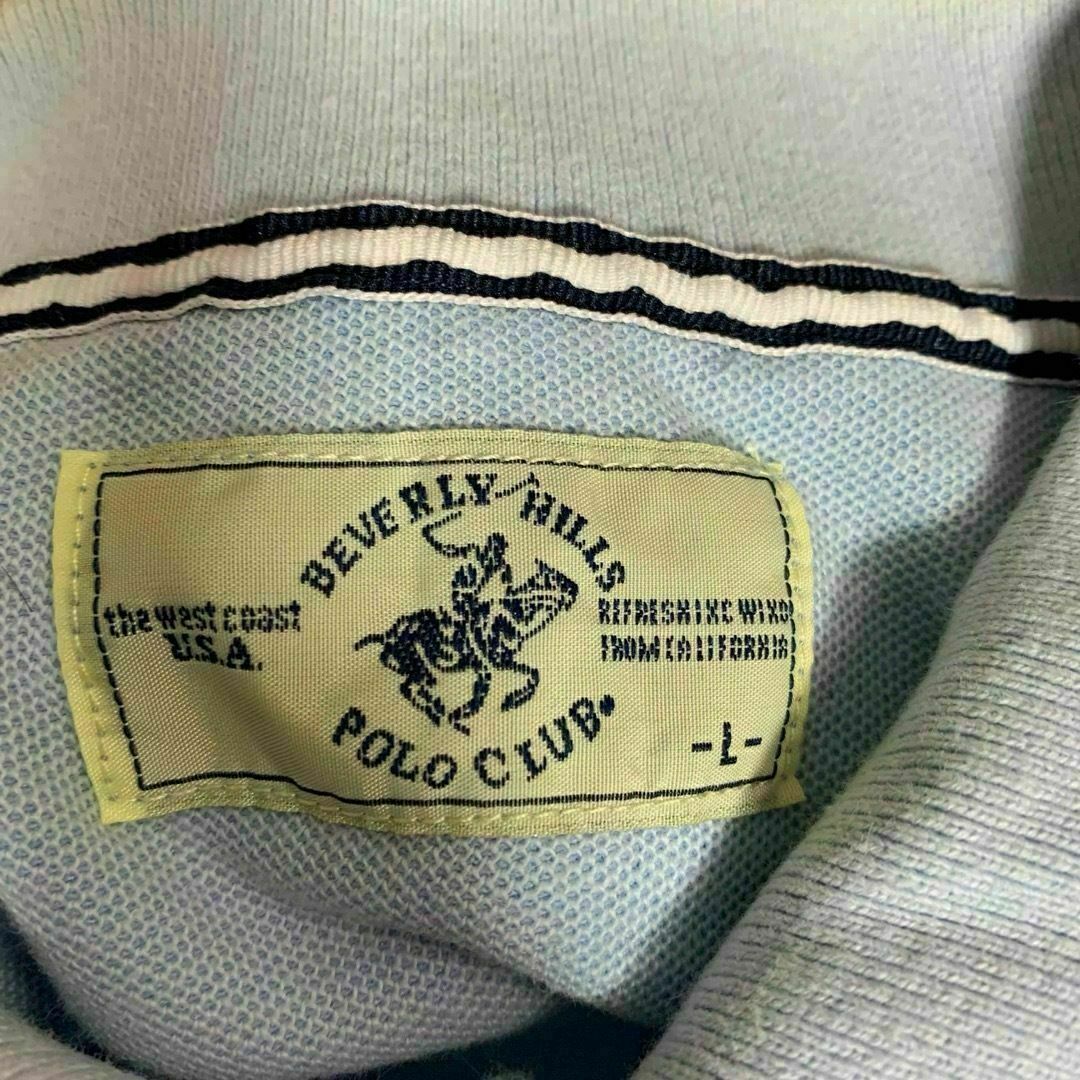 BEVERLY HILLS
the west coast
U.S.A.
REFRESHING WIND
FROM CALIFORNIA
POLO CLUB
-L-